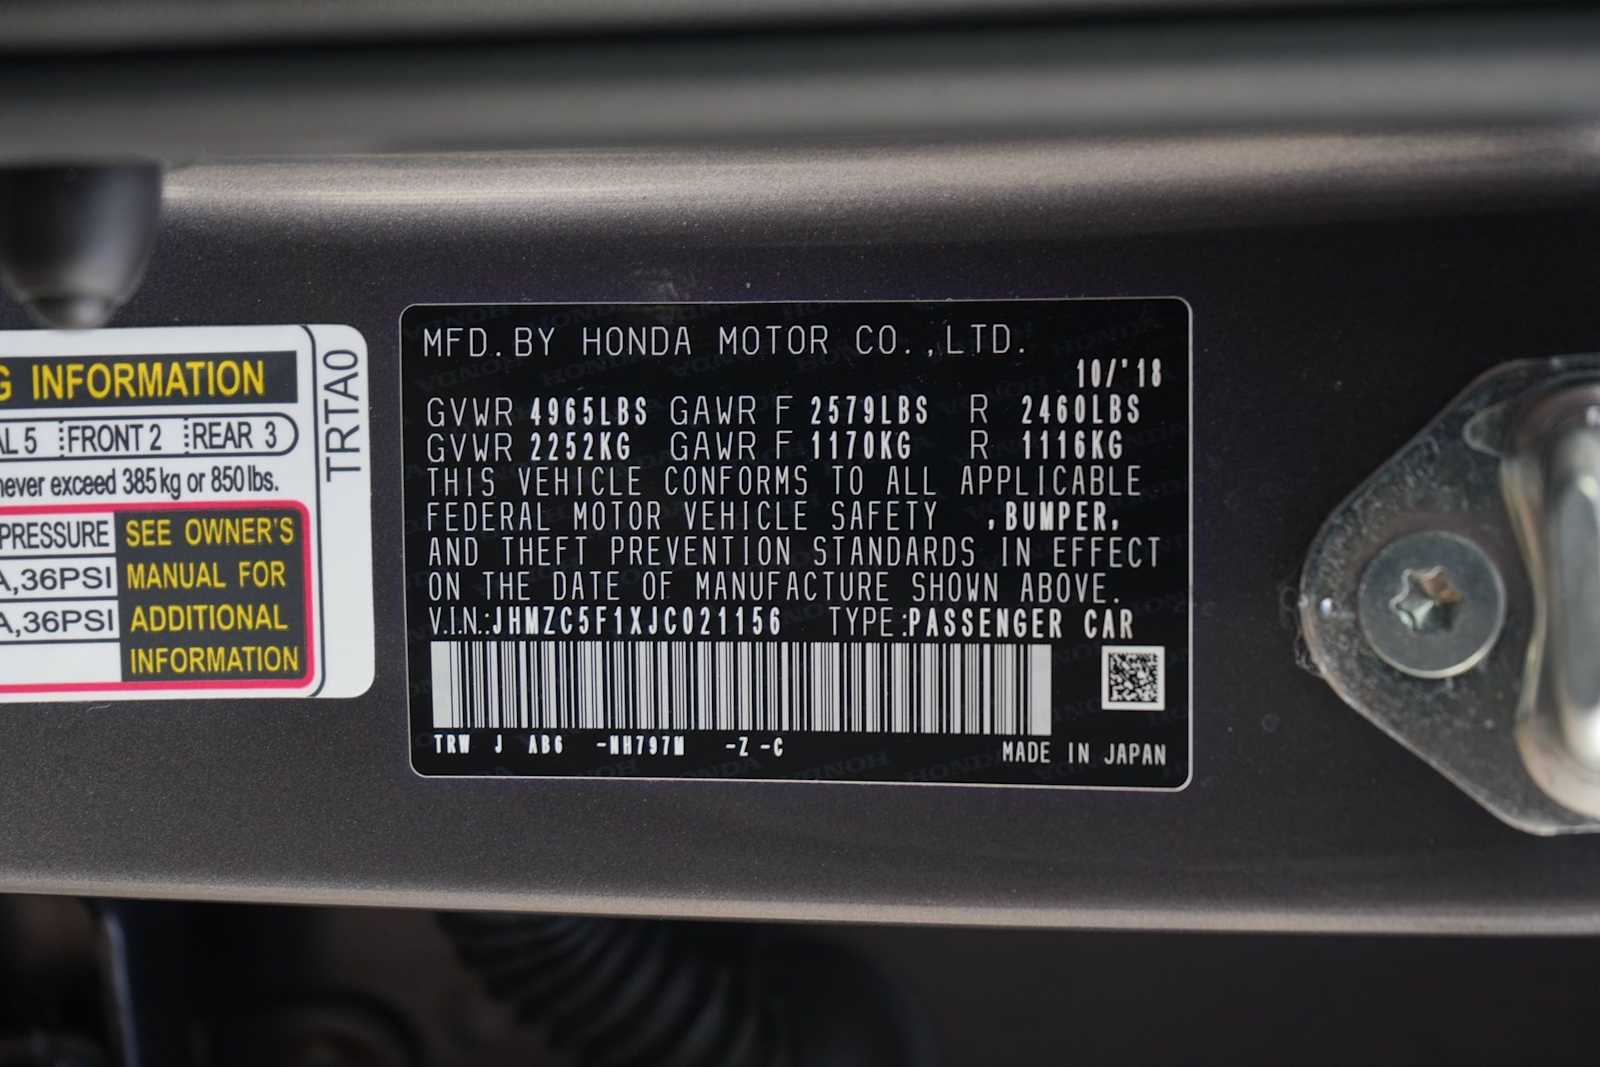 G INFORMATION
AL 5 FRONT 2 REAR 3
never exceed 385 kg or 850 lbs.
PRESSURE
A,36PSI
A,36PSI
SEE OWNER'S
MANUAL FOR
ADDITIONAL
INFORMATION
TRTA0
MFD. BY HONDA MOTOR CO.,LTD.
10/'18
GVWR 4965LBS GAWR F 2579LBS R 2460LBS
GVWR 2252KG GAWR F 1170KG R 1116KG
THIS VEHICLE CONFORMS TO ALL APPLICABLE
FEDERAL MOTOR VEHICLE SAFETY ,BUMPER,
AND THEFT PREVENTION STANDARDS IN EFFECT
ON THE DATE OF MANUFACTURE SHOWN ABOVE.
V.I.N.:JHMZC5F1XJC021156 TYPE:PASSENGER CAR
TRW J AB6 -NH797M -Z -C
MADE IN JAPAN